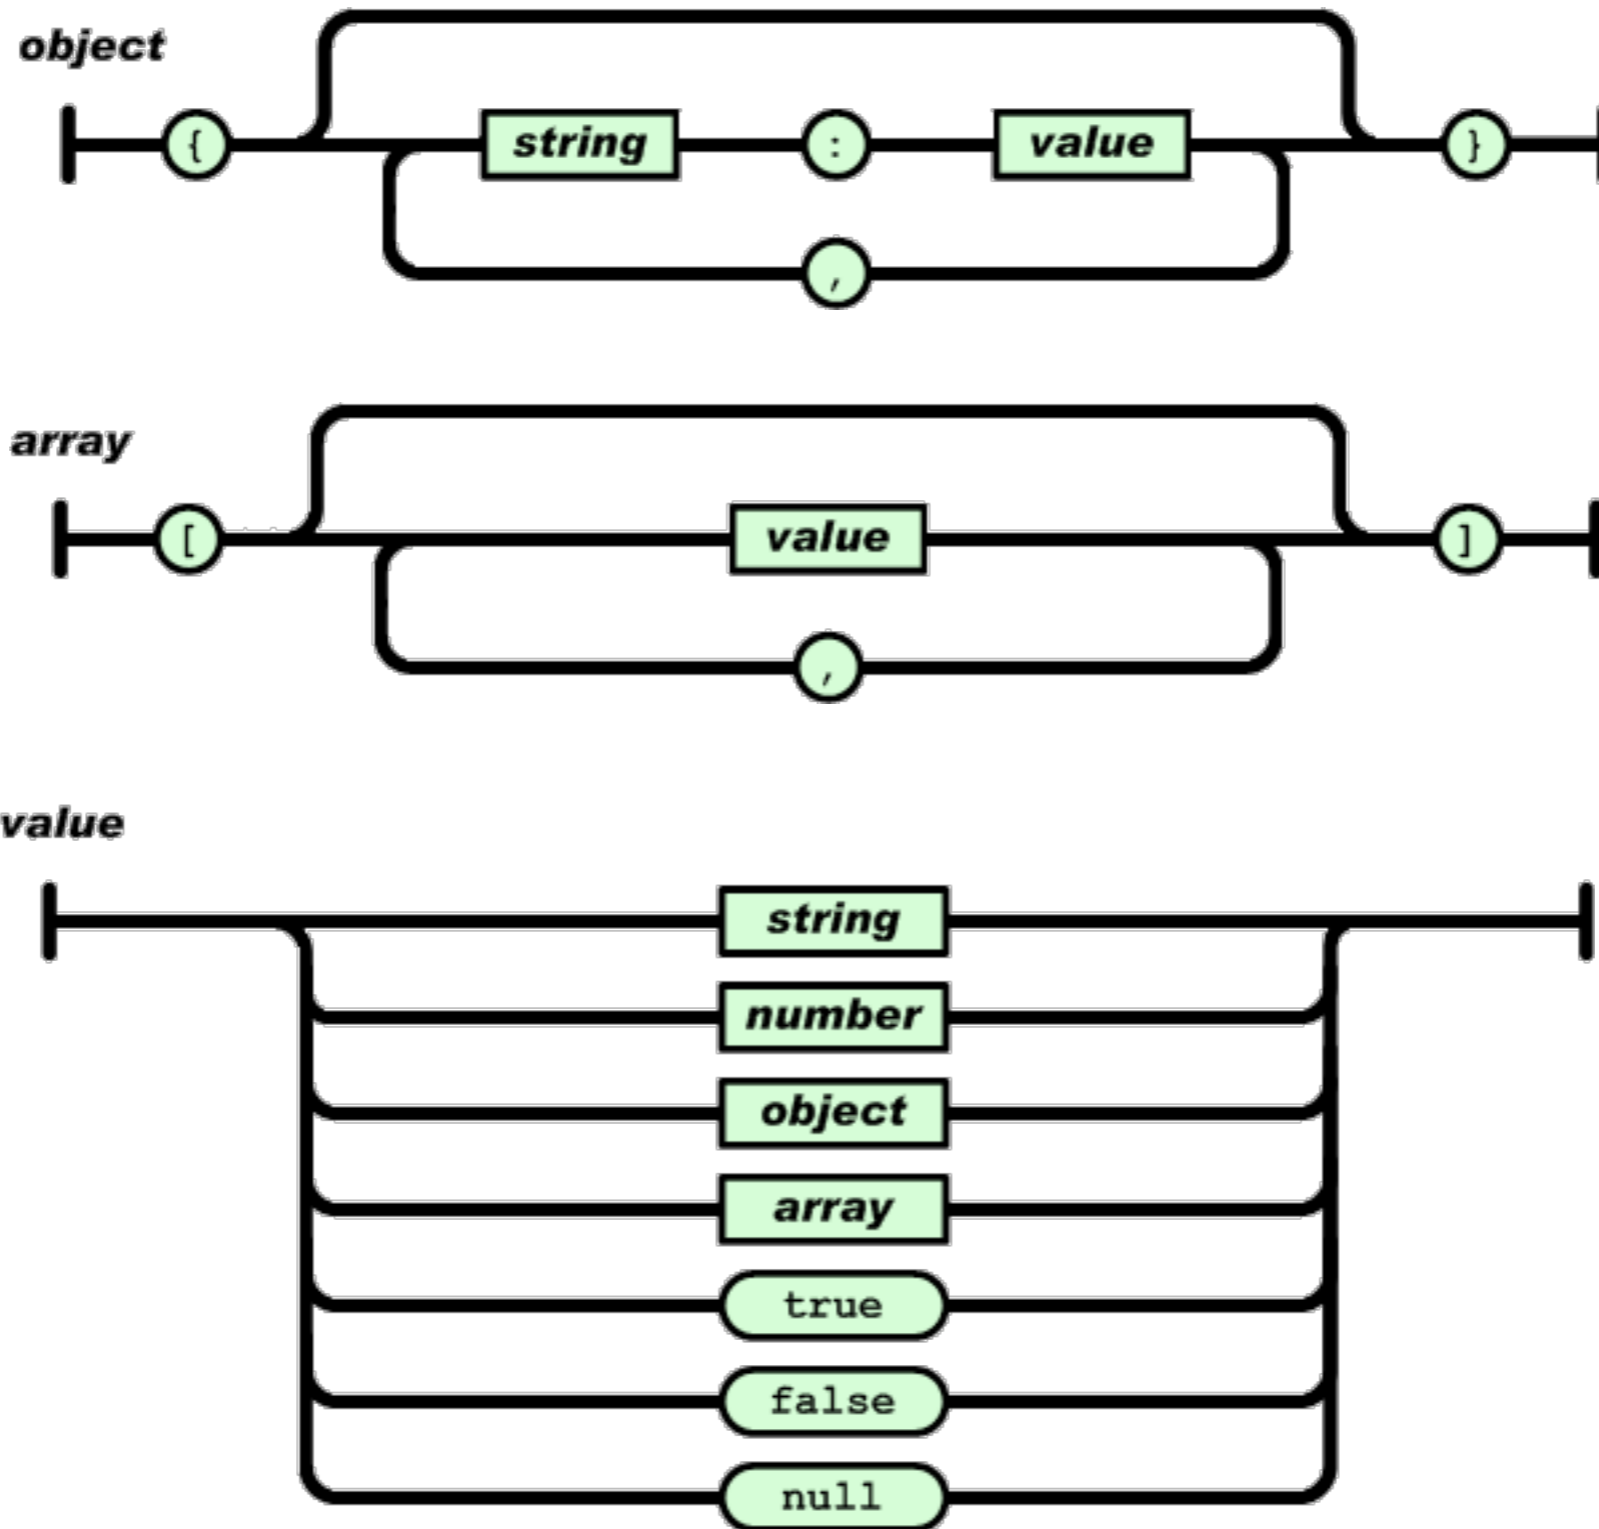 object
{ string : value }
,
array
[ value ]
,
value
string
number
object
array
true
false
null